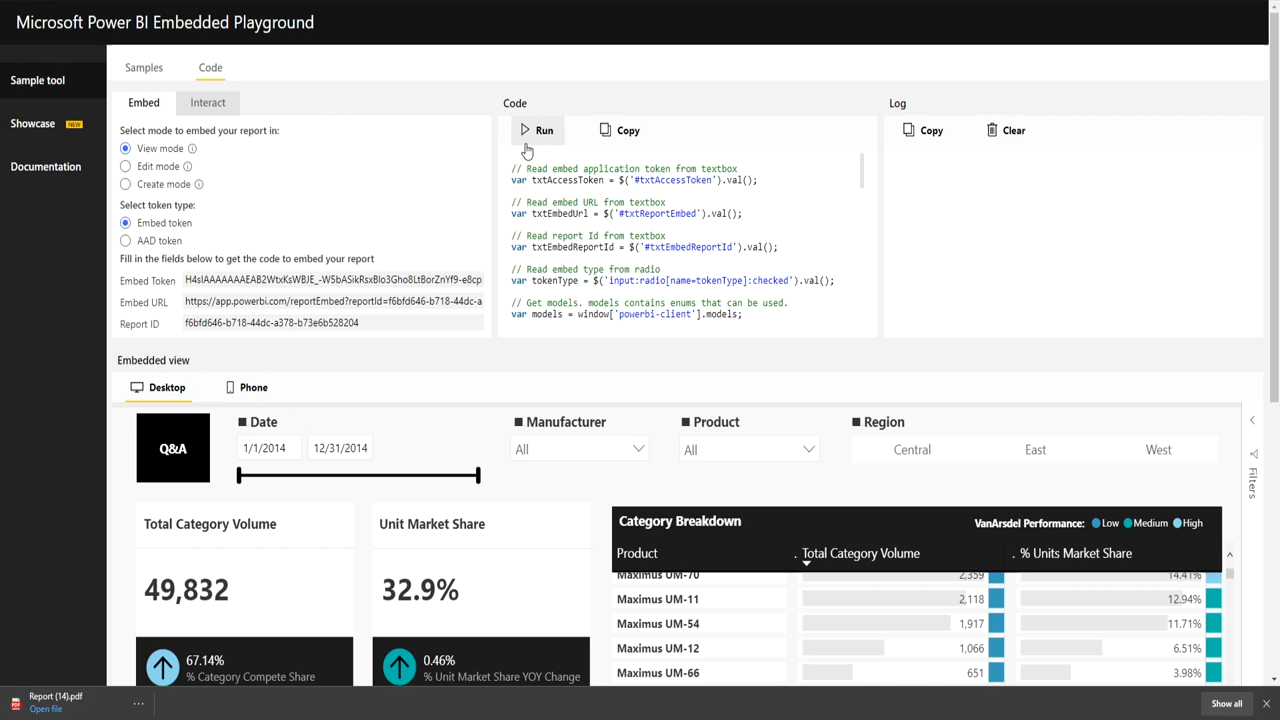 Microsoft Power BI Embedded Playground
Sample tool
Showcase NEW
Documentation
Samples Code
Embed Interact
Select mode to embed your report in:
View mode
Edit mode
Create mode
Select token type:
Embed token
AAD token
Fill in the fields below to get the code to embed your report
Embed Token H4sIAAAAAAAEAB2WtxKsWBJE_-W5bASikRsxBlo3Gho8LtBorZnYf9-e8cp
Embed URL https://app.powerbi.com/reportEmbed?reportId=f6bfd646-b718-44dc-a
Report ID f6bfd646-b718-44dc-a378-b73e6b528204
Code
Run Copy
// Read embed application token from textbox
var txtAccessToken = $('#txtAccessToken').val();
// Read embed URL from textbox
var txtEmbedUrl = $('#txtReportEmbed').val();
// Read report Id from textbox
var txtEmbedReportId = $('#txtEmbedReportId').val();
// Read embed type from radio
var tokenType = $('input:radio[name=tokenType]:checked').val();
// Get models. models contains enums that can be used.
var models = window['powerbi-client'].models;
Log
Copy Clear
Embedded view
Desktop Phone
Q&A
Date
1/1/2014 12/31/2014
Manufacturer
All
Product
All
Region
Central East West
Filters
Total Category Volume
49,832
67.14%
% Category Compete Share
Unit Market Share
32.9%
0.46%
% Unit Market Share YOY Change
Category Breakdown VanArsdel Performance: Low Medium High
Product Total Category Volume % Units Market Share
Maximus UM-70 2,359 14.41%
Maximus UM-11 2,118 12.94%
Maximus UM-54 1,917 11.71%
Maximus UM-12 1,066 6.51%
Maximus UM-66 651 3.98%
Report (14).pdf
Open file
Show all